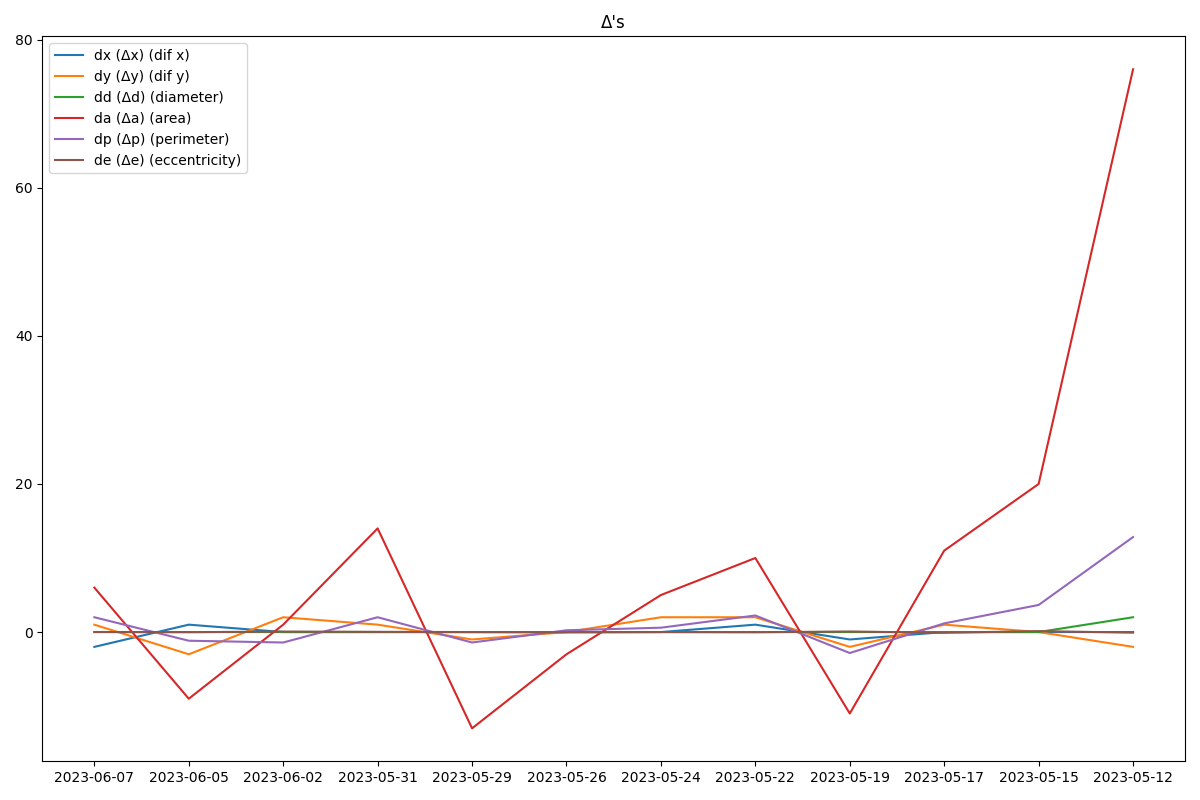 Δ's
80
60
40
20
0
dx (Δx) (dif x)
dy (Δy) (dif y)
dd (Δd) (diameter)
da (Δa) (area)
dp (Δp) (perimeter)
de (Δe) (eccentricity)
2023-06-07 2023-06-05 2023-06-02 2023-05-31 2023-05-29 2023-05-26 2023-05-24 2023-05-22 2023-05-19 2023-05-17 2023-05-15 2023-05-12